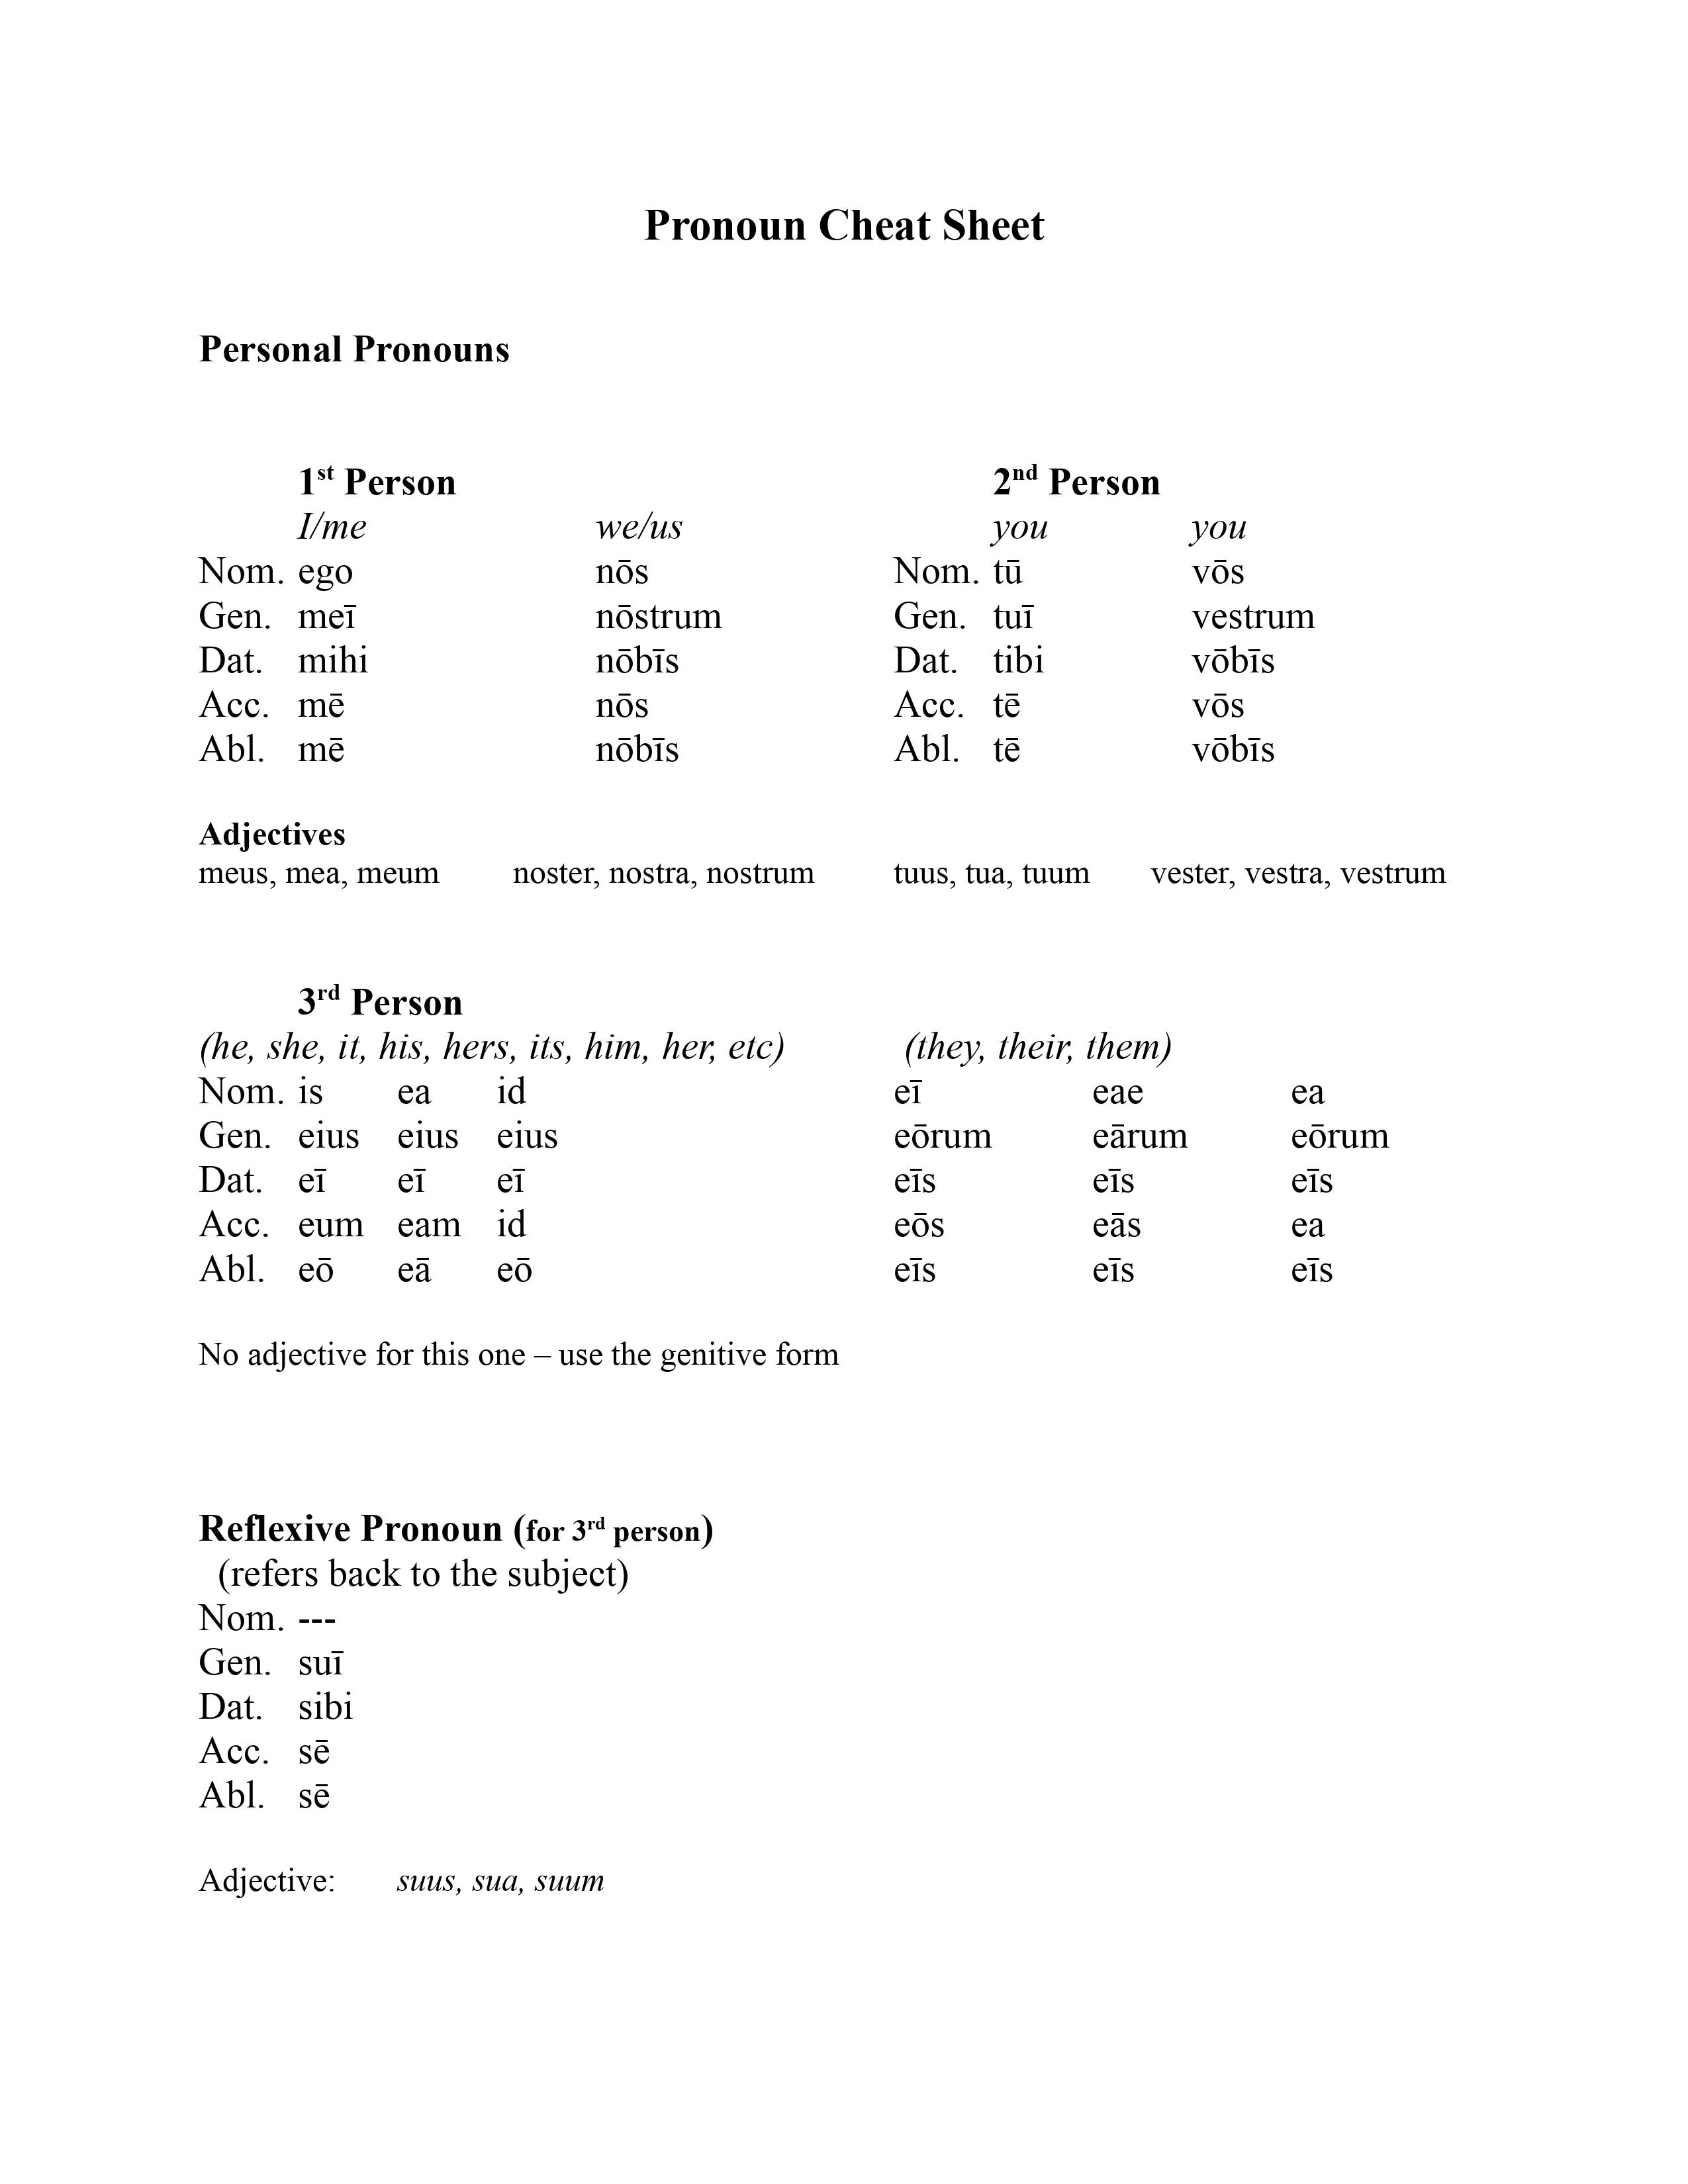 Pronoun Cheat Sheet
Personal Pronouns
1st Person 2nd Person
I/me we/us you you
Nom. ego nōs Nom. tū vōs
Gen. meī nōstrum Gen. tuī vestrum
Dat. mihi nōbīs Dat. tibi vōbīs
Acc. mē nōs Acc. tē vōs
Abl. mē nōbīs Abl. tē vōbīs
Adjectives
meus, mea, meum noster, nostra, nostrum tuus, tua, tuum vester, vestra, vestrum
3rd Person
(he, she, it, his, hers, its, him, her, etc) (they, their, them)
Nom. is ea id eī eae ea
Gen. eius eius eius eōrum eārum eōrum
Dat. eī eī eī eīs eīs eīs
Acc. eum eam id eōs eās ea
Abl. eō eā eō eīs eīs eīs
No adjective for this one – use the genitive form
Reflexive Pronoun (for 3rd person)
(refers back to the subject)
Nom. ---
Gen. suī
Dat. sibi
Acc. sē
Abl. sē
Adjective: suus, sua, suum